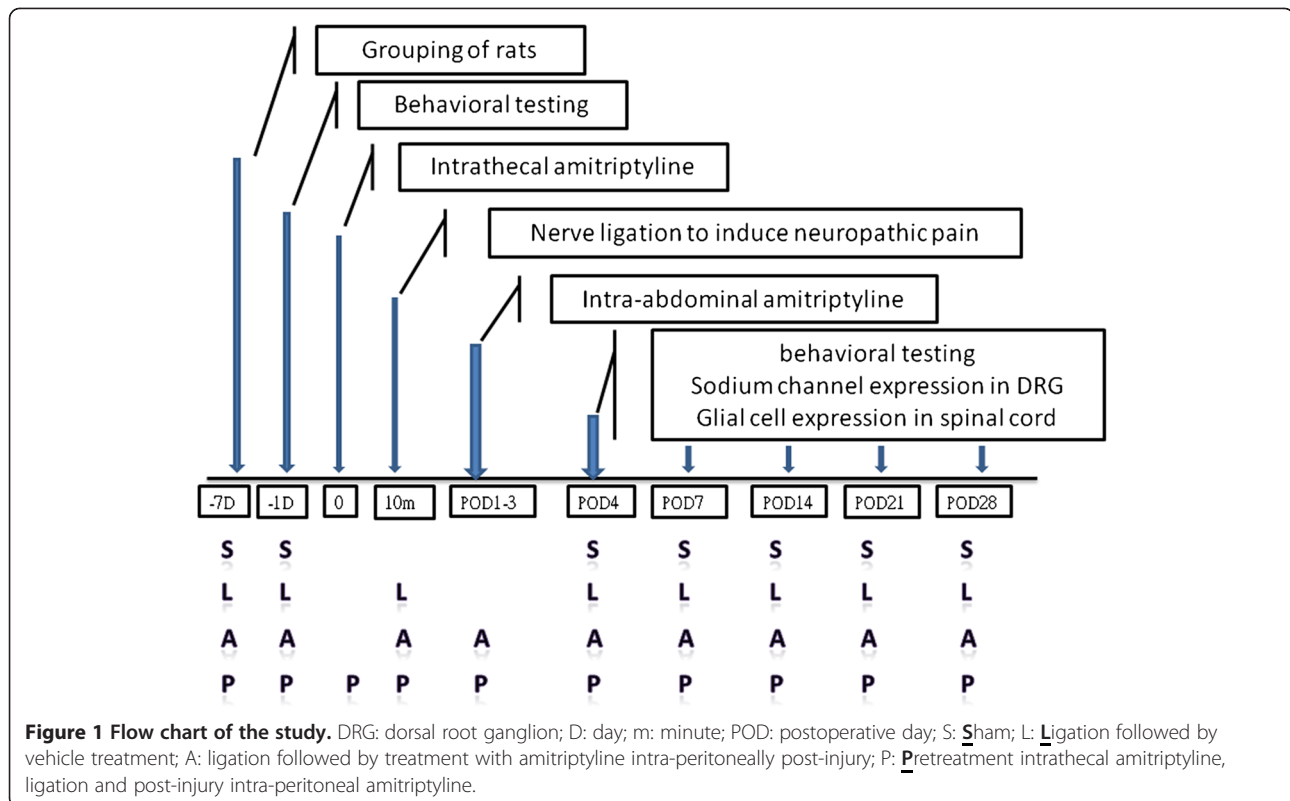 Grouping of rats
Behavioral testing
Intrathecal amitriptyline
Nerve ligation to induce neuropathic pain
Intra-abdominal amitriptyline
behavioral testing
Sodium channel expression in DRG
Glial cell expression in spinal cord
-7D -1D 0 10m POD1-3 POD4 POD7 POD14 POD21 POD28
S S S S S S S
L L L L L L L L
A A A A A A A A A
P P P P P P P P P P
Figure 1 Flow chart of the study. DRG: dorsal root ganglion; D: day; m: minute; POD: postoperative day; S: Sham; L: Ligation followed by
vehicle treatment; A: ligation followed by treatment with amitriptyline intra-peritoneally post-injury; P: Pretreatment intrathecal amitriptyline,
ligation and post-injury intra-peritoneal amitriptyline.